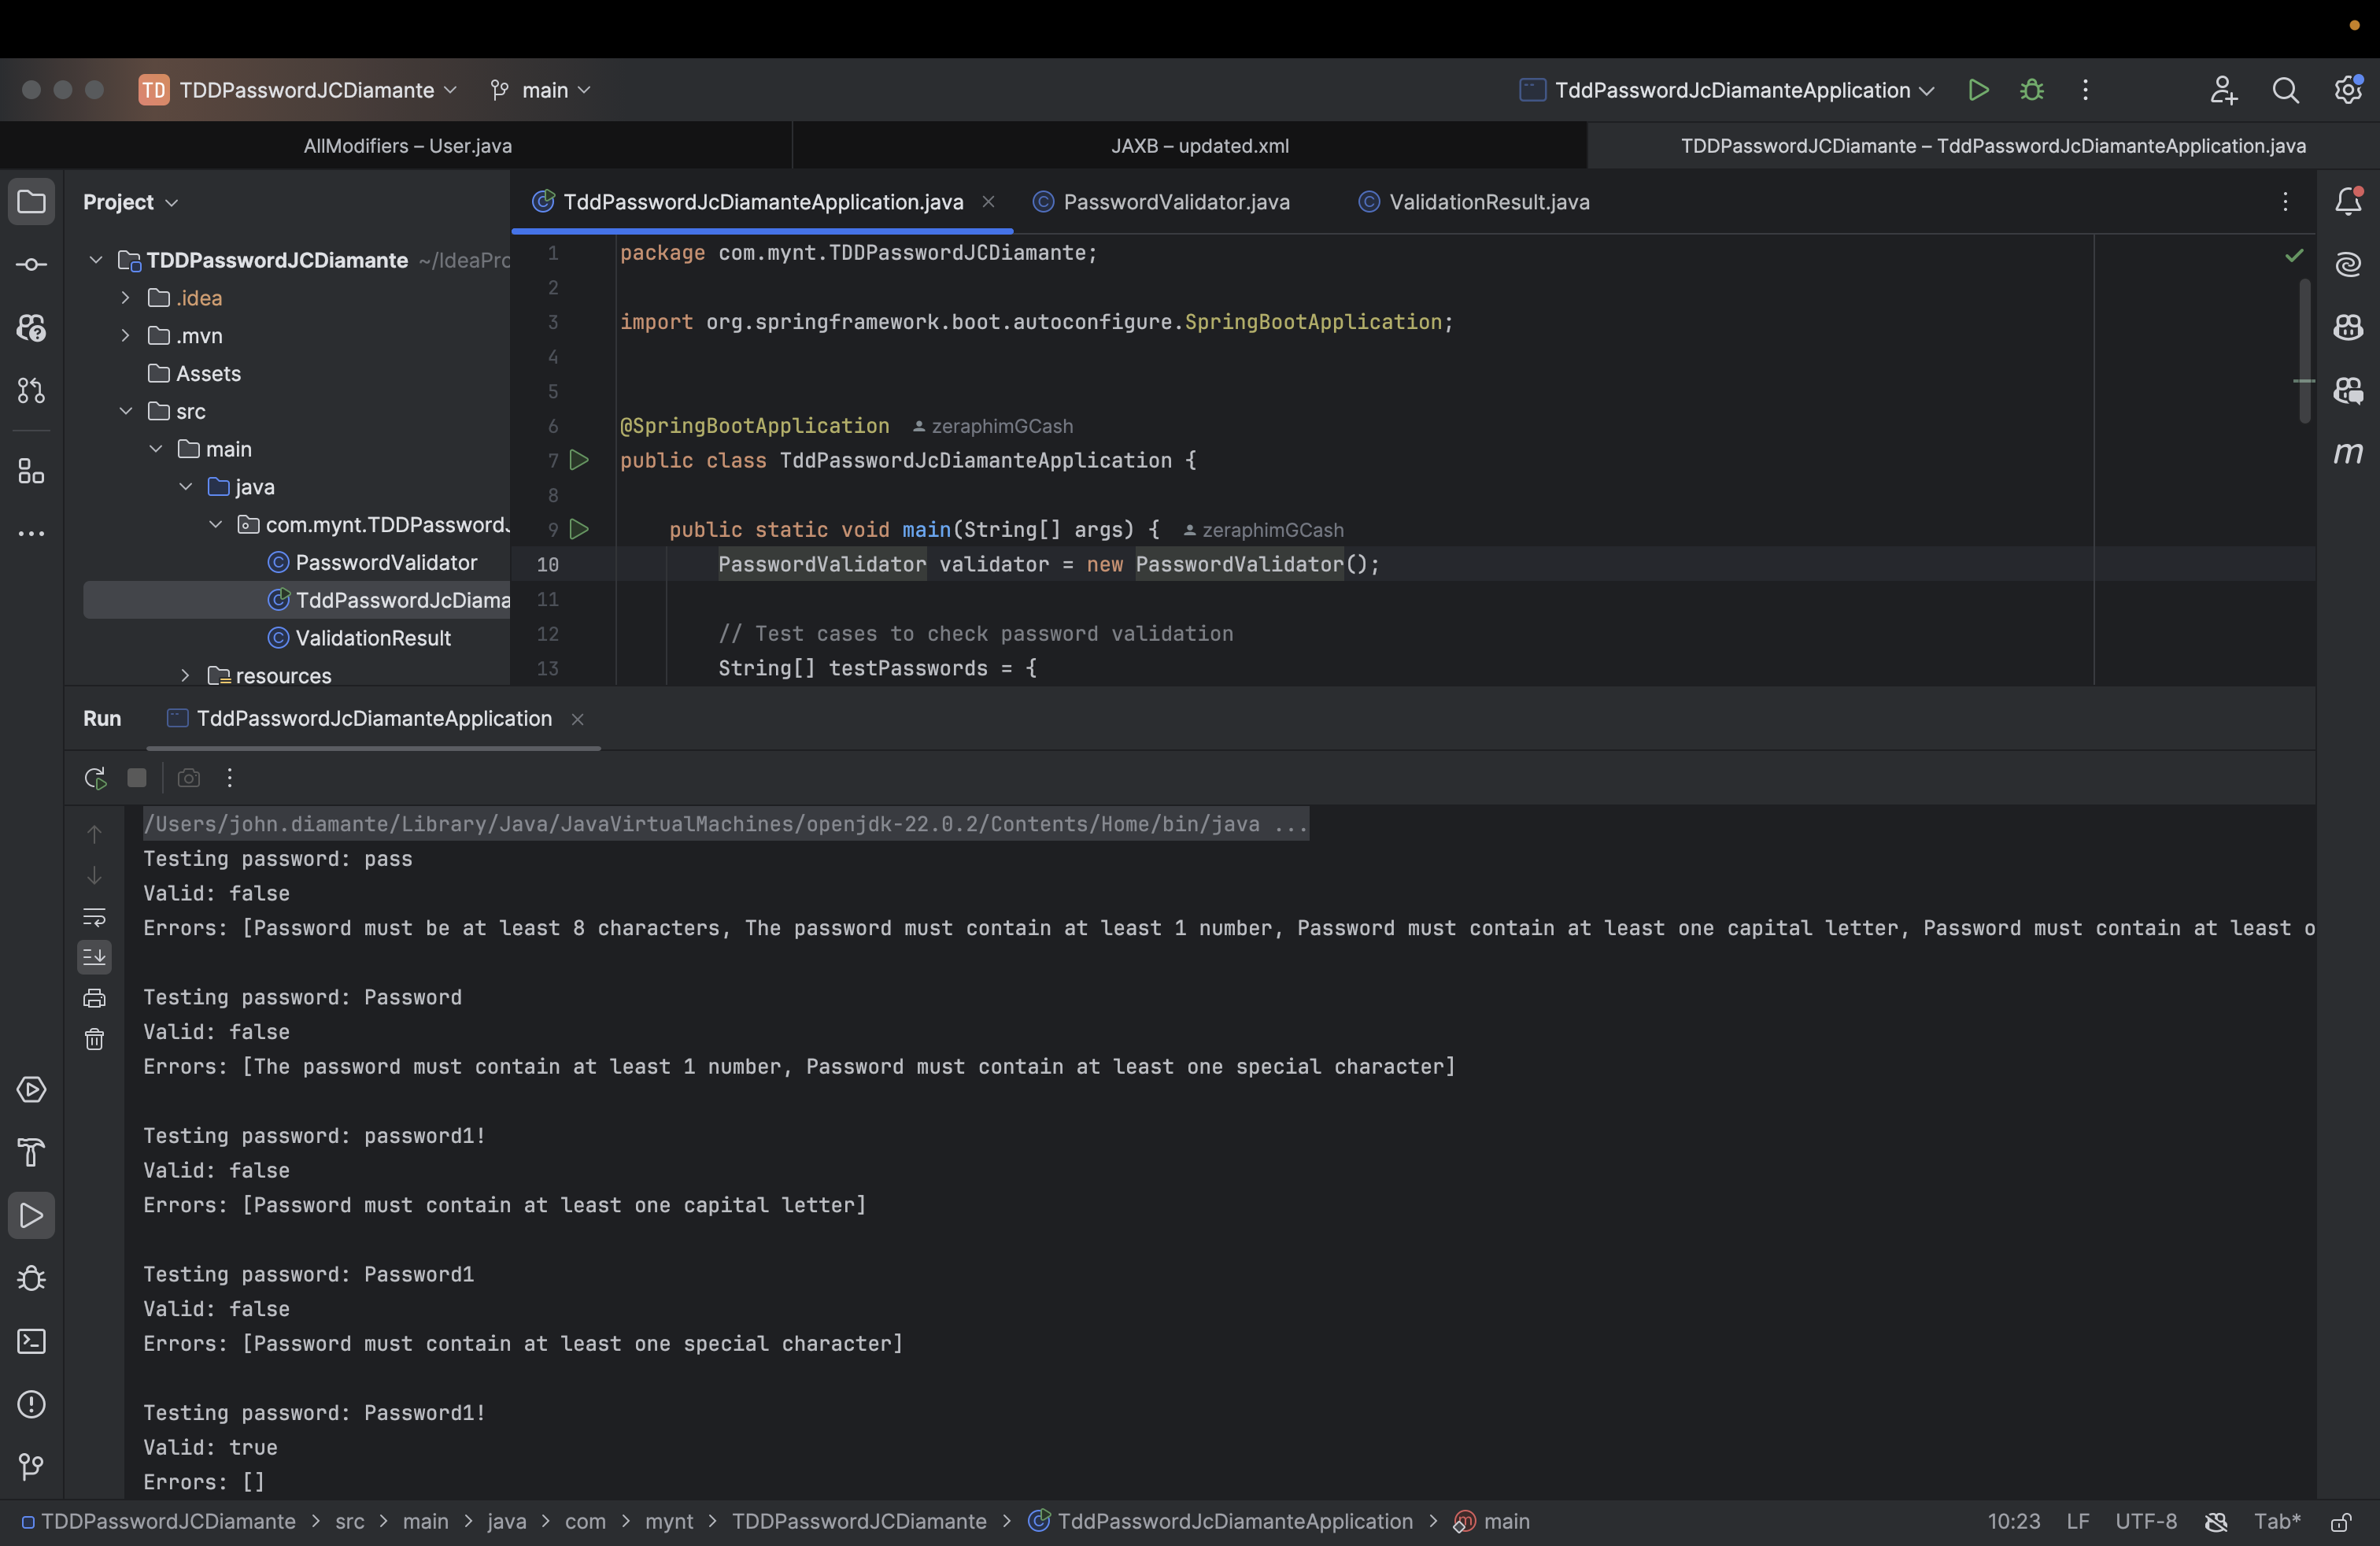 TD TDDPasswordJCDiamante main TddPasswordJcDiamanteApplication
AllModifiers – User.java JAXB – updated.xml TDDPasswordJCDiamante – TddPasswordJcDiamanteApplication.java
Project
TddPasswordJcDiamanteApplication.java PasswordValidator.java ValidationResult.java
TDDPasswordJCDiamante ~/IdeaPro
.idea
.mvn
Assets
src
main
java
com.mynt.TDDPasswordJ
PasswordValidator
TddPasswordJcDiama
ValidationResult
resources
1 package com.mynt.TDDPasswordJCDiamante;
2
3 import org.springframework.boot.autoconfigure.SpringBootApplication;
4
5
6 @SpringBootApplication zeraphimGCash
7 public class TddPasswordJcDiamanteApplication {
8
9 public static void main(String[] args) { zeraphimGCash
10 PasswordValidator validator = new PasswordValidator();
11
12 // Test cases to check password validation
13 String[] testPasswords = {
Run TddPasswordJcDiamanteApplication
/Users/john.diamante/Library/Java/JavaVirtualMachines/openjdk-22.0.2/Contents/Home/bin/java ...
Testing password: pass
Valid: false
Errors: [Password must be at least 8 characters, The password must contain at least 1 number, Password must contain at least one capital letter, Password must contain at least o
Testing password: Password
Valid: false
Errors: [The password must contain at least 1 number, Password must contain at least one special character]
Testing password: password1!
Valid: false
Errors: [Password must contain at least one capital letter]
Testing password: Password1
Valid: false
Errors: [Password must contain at least one special character]
Testing password: Password1!
Valid: true
Errors: []
TDDPasswordJCDiamante > src > main > java > com > mynt > TDDPasswordJCDiamante > TddPasswordJcDiamanteApplication > main 10:23 LF UTF-8 Tab*